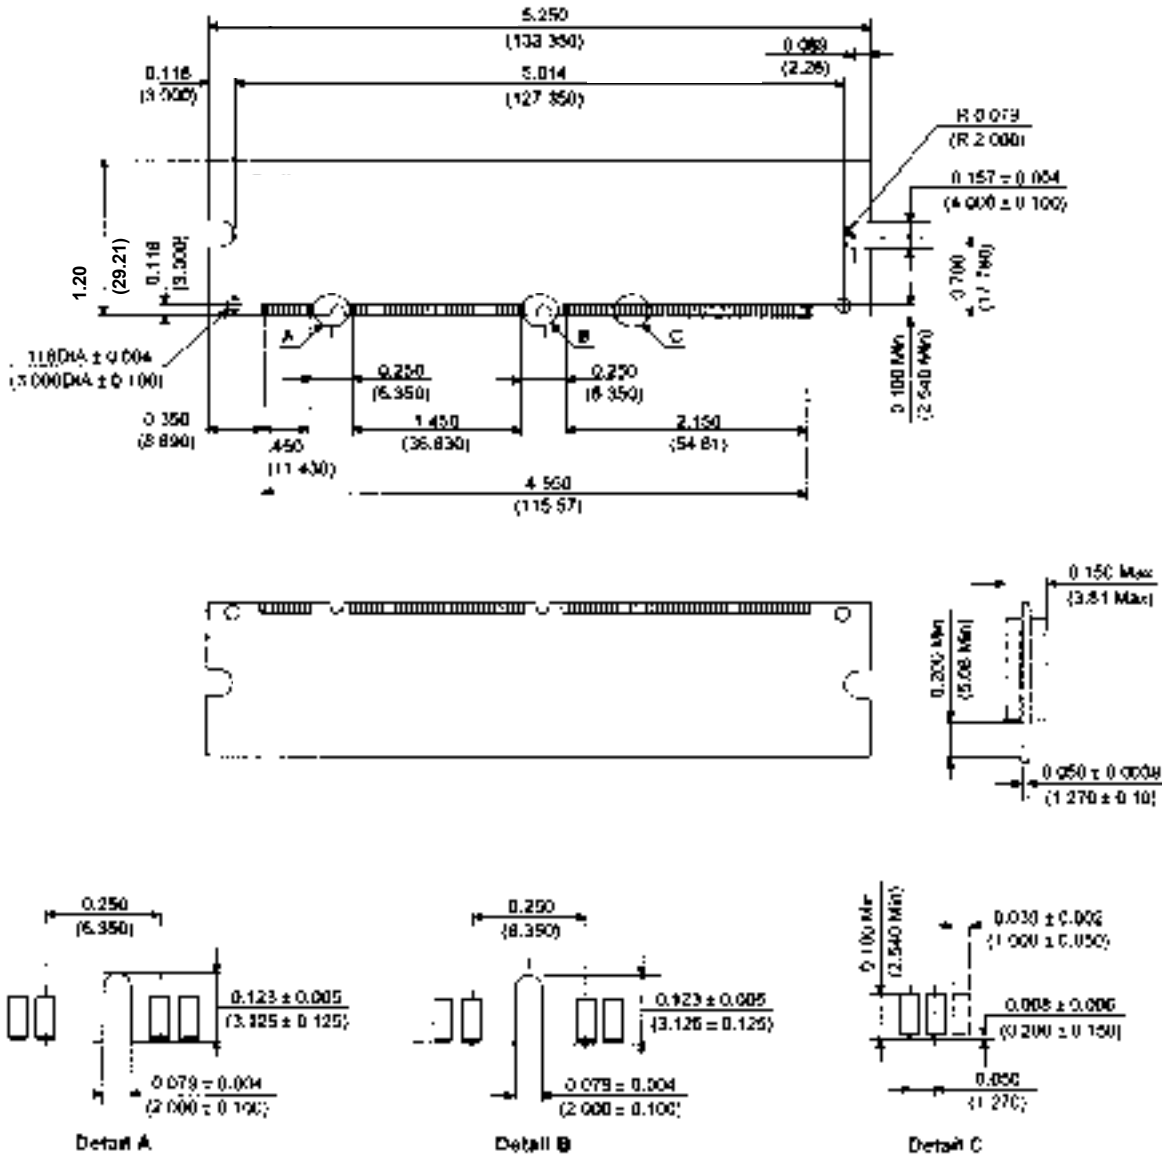 5.250
(133.350)
0.089
(2.26)
0.118
(3.000)
5.014
(127.350)
R 0.079
(R 2.000)
0.157 ± 0.004
(4.000 ± 0.100)
1.20
(29.21)
0.118
(3.000)
0.700
(17.780)
A
B
C
.118DIA ± 0.004
(3.000DIA ± 0.100)
0.250
(6.350)
0.250
(6.350)
0.100 Min
(2.540 Min)
0.350
(8.890)
.450
(11.430)
1.450
(36.830)
2.150
(54.61)
4.550
(115.57)
0.150 Max
(3.81 Max)
0.200 Min
(5.08 Min)
0.050 ± 0.0039
(1.270 ± 0.10)
0.250
(6.350)
0.123 ± 0.005
(3.125 ± 0.125)
0.079 ± 0.004
(2.000 ± 0.100)
Detail A
0.250
(6.350)
0.123 ± 0.005
(3.125 ± 0.125)
0.079 ± 0.004
(2.000 ± 0.100)
Detail B
0.100 Min
(2.540 Min)
0.039 ± 0.002
(1.000 ± 0.050)
0.008 ± 0.006
(0.200 ± 0.150)
0.050
(1.270)
Detail C